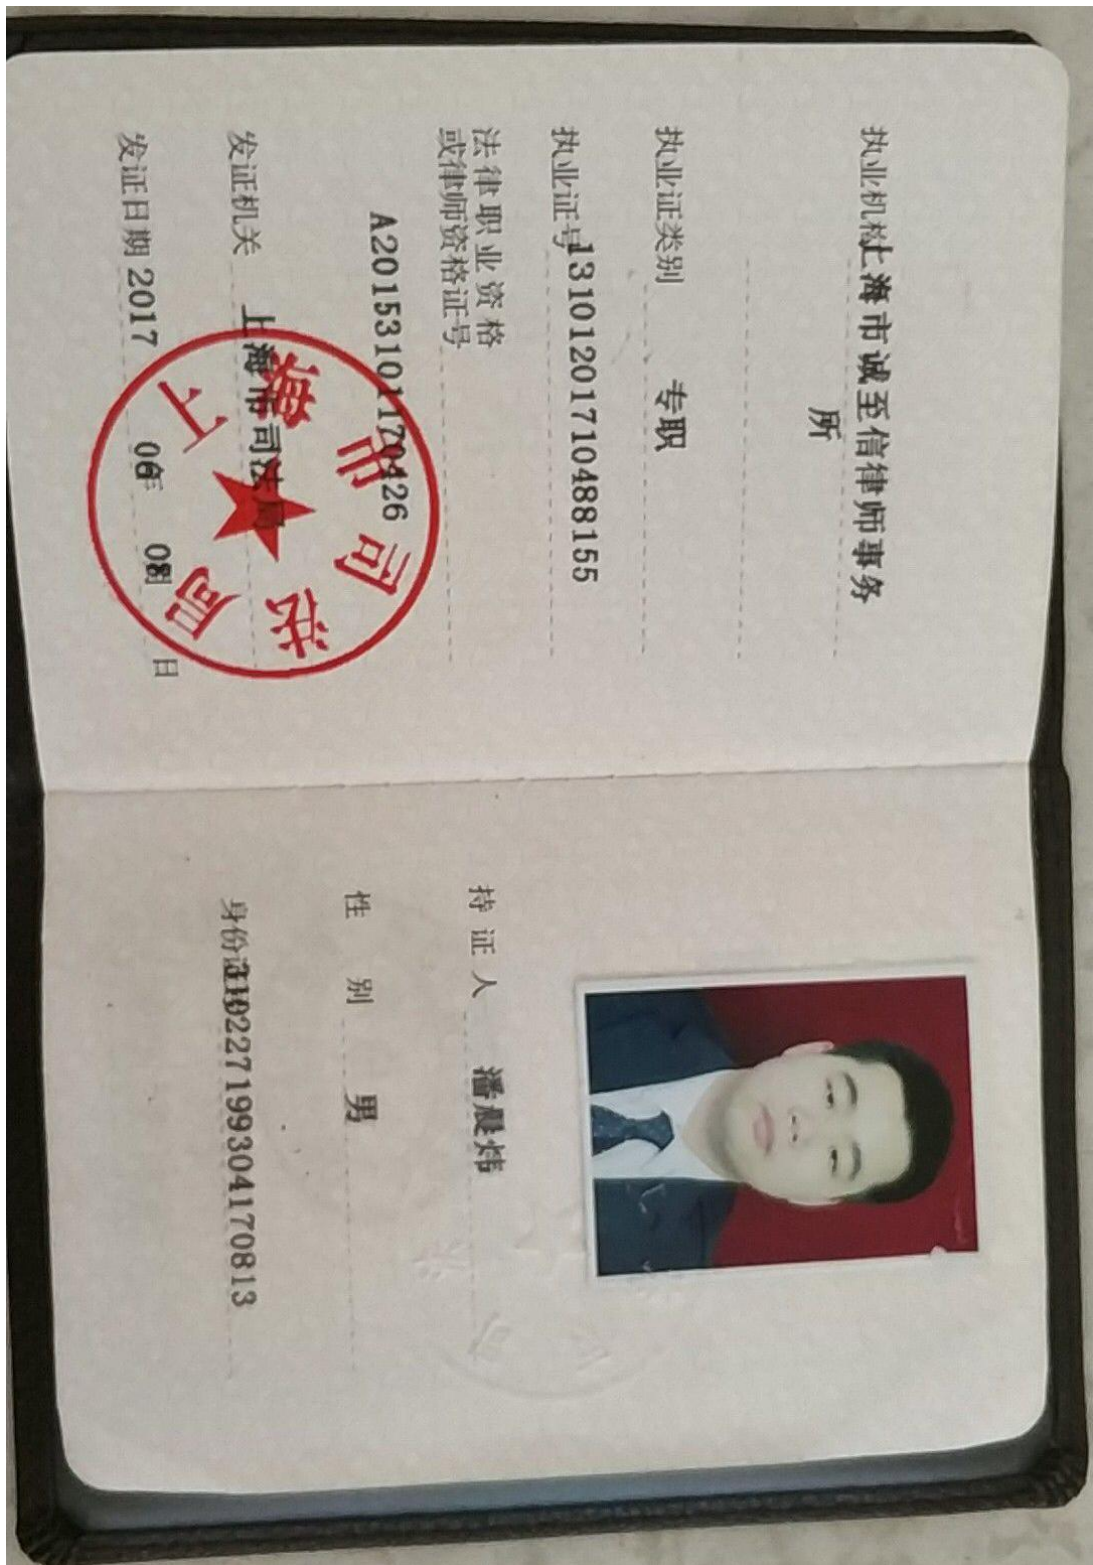 执业机构 上海市诚至信律师事务
所
执业证类别 专职
执业证号 13101201710488155
法律职业资格
或律师资格证号
A20153101170426
发证机关 上海市司法局
发证日期 2017 年 06 月 08 日
上海市司法局
持证人 潘晨炜
性别 男
身份证号 310227199304170813